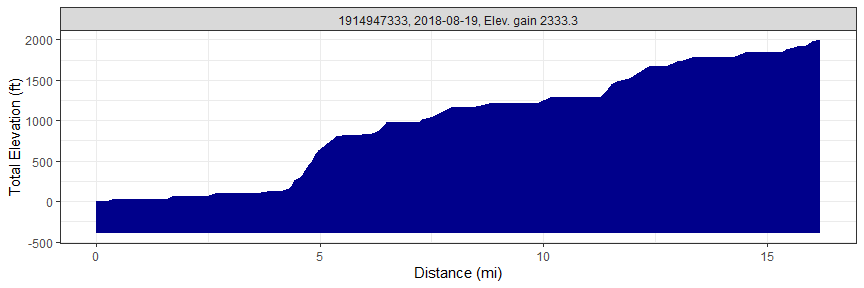 1914947333, 2018-08-19, Elev. gain 2333.3
Total Elevation (ft)
2000
1500
1000
500
0
-500
0 5 10 15
Distance (mi)